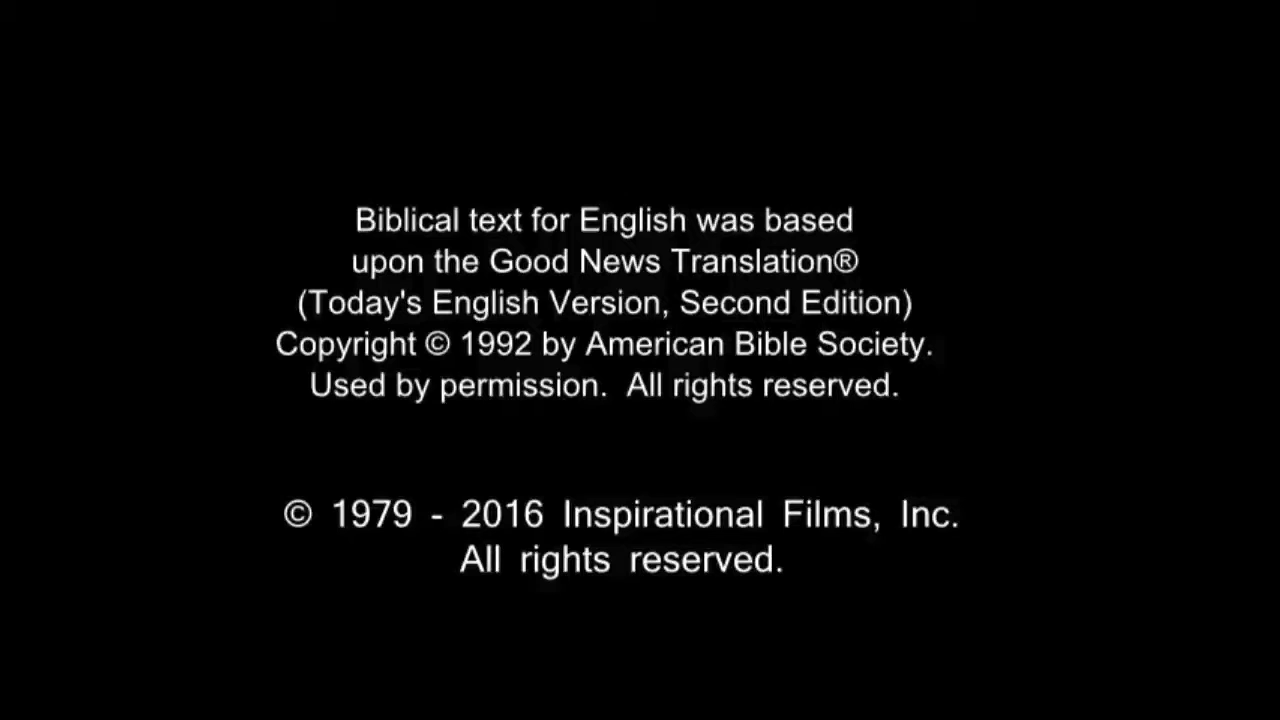 Biblical text for English was based
upon the Good News Translation®
(Today's English Version, Second Edition)
Copyright © 1992 by American Bible Society.
Used by permission.  All rights reserved.
© 1979 - 2016 Inspirational Films, Inc.
All rights reserved.